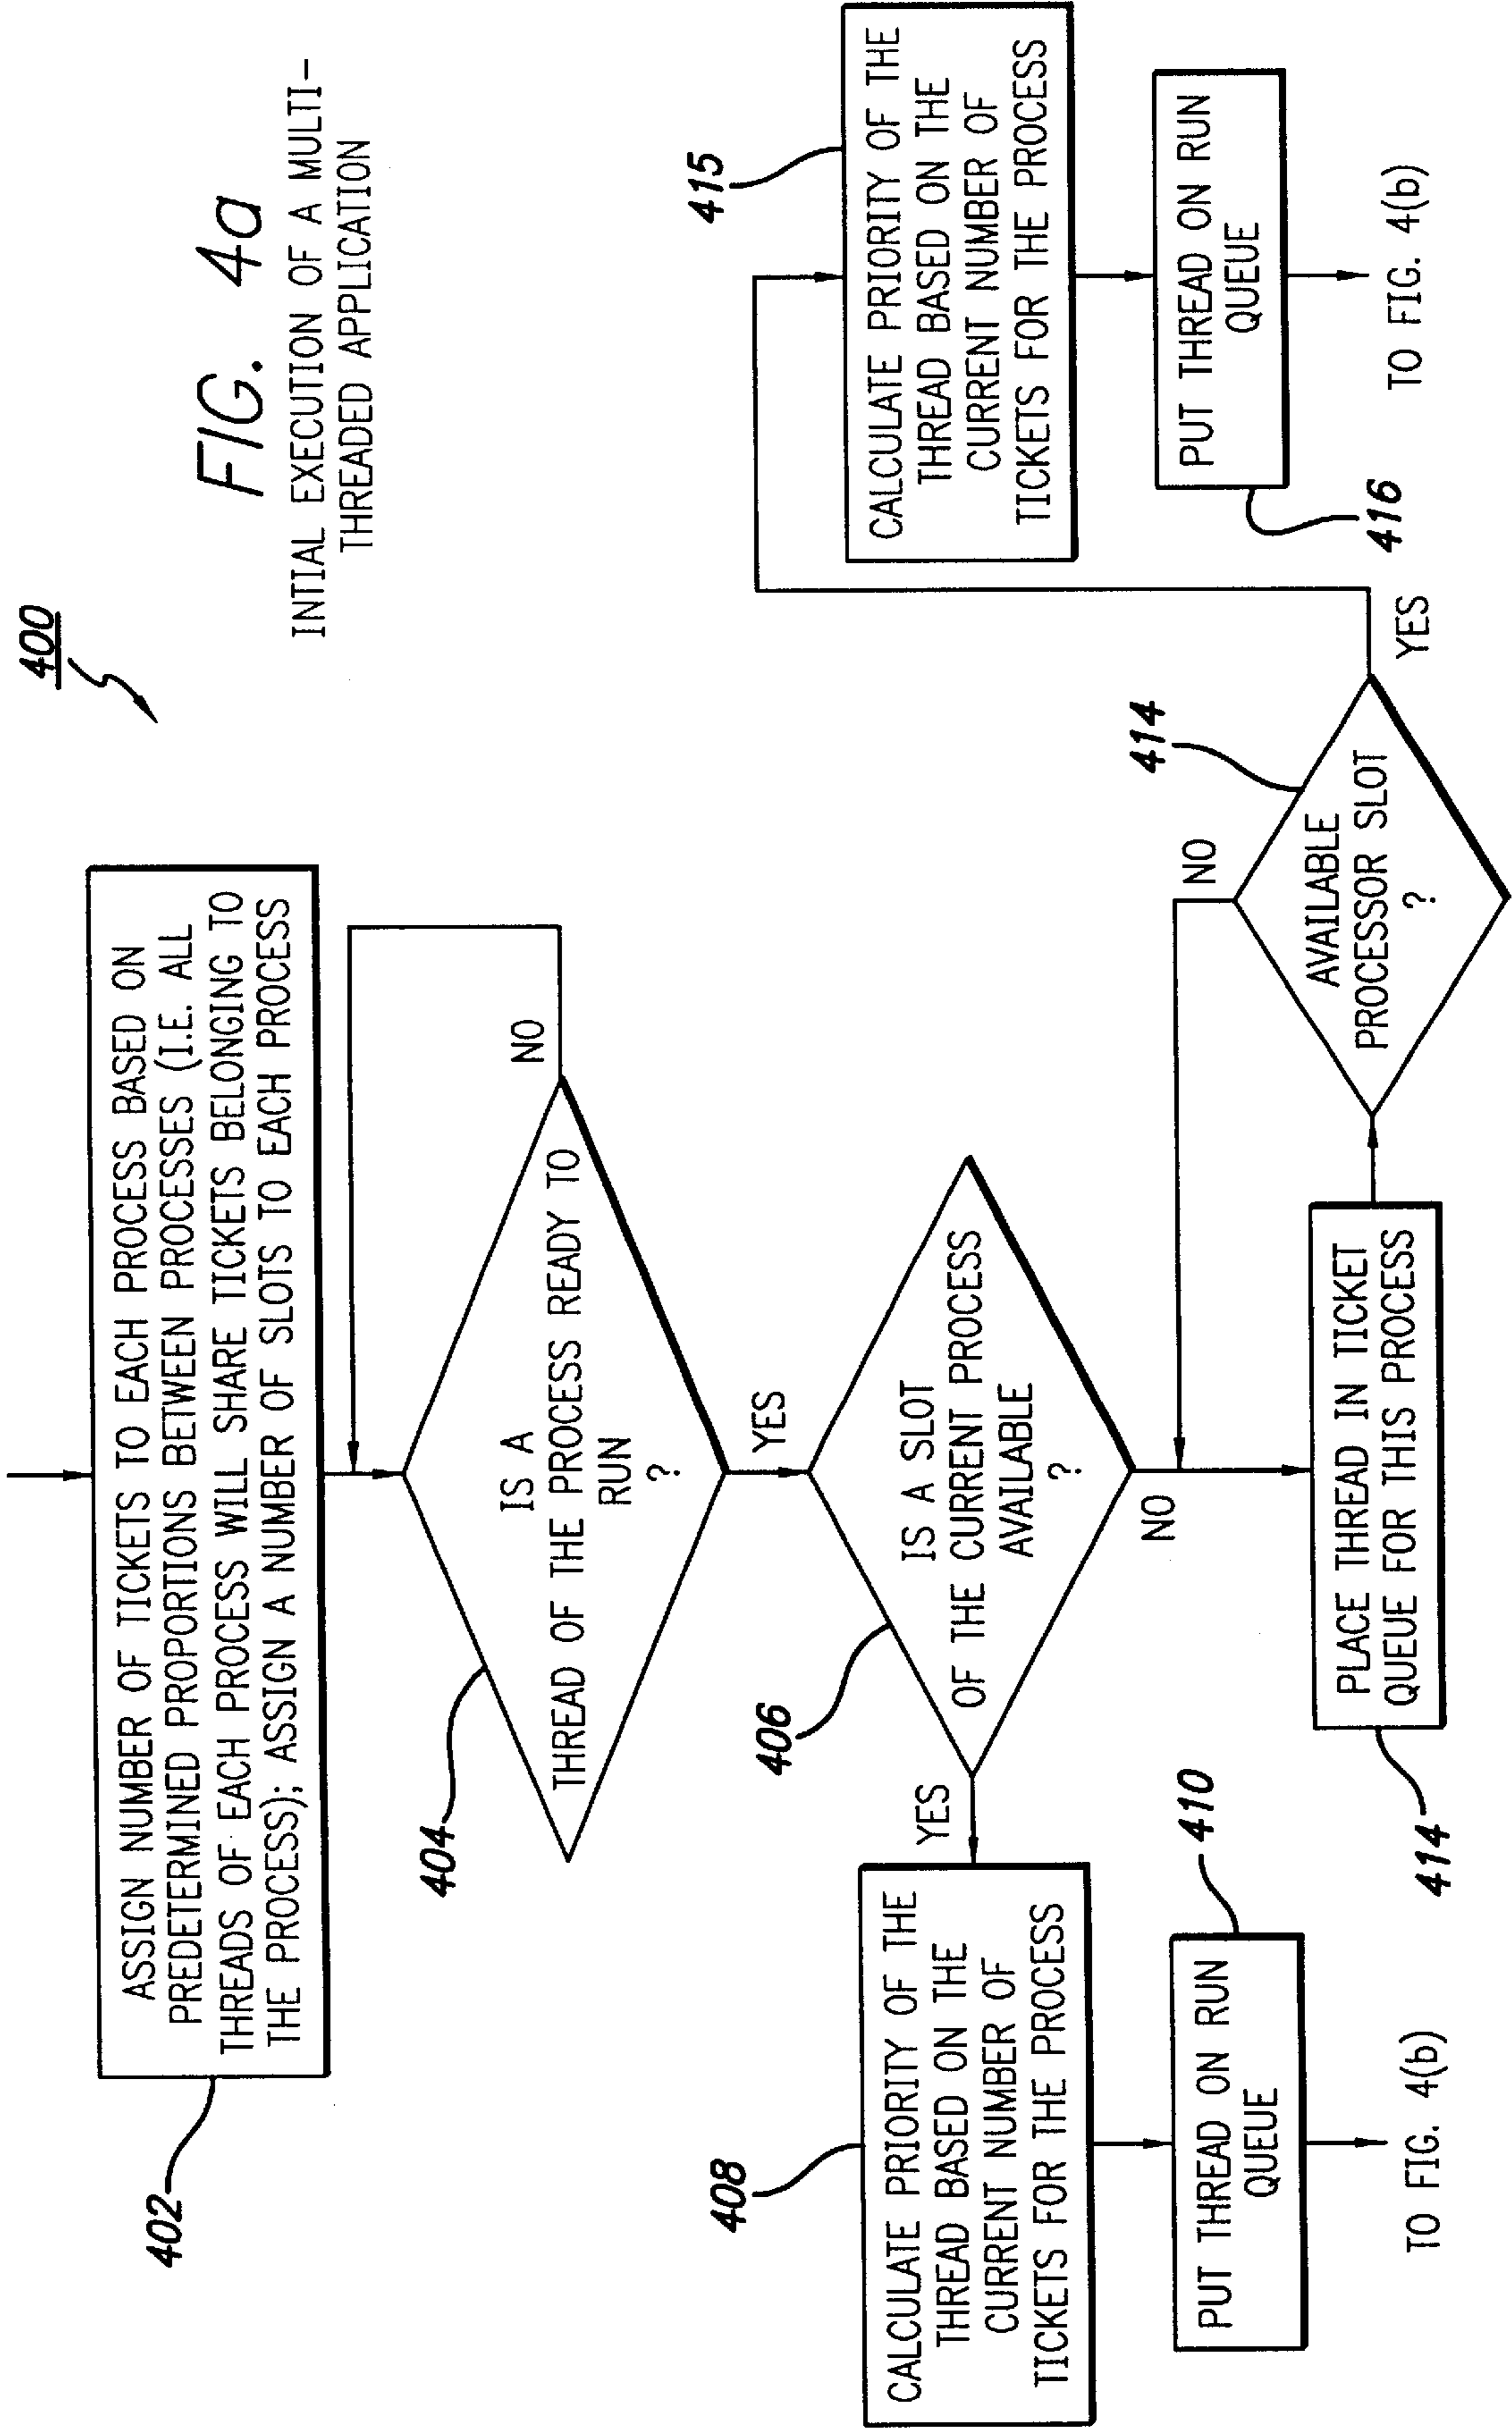 400
FIG. 4a
INTIAL EXECUTION OF A MULTI-
THREADED APPLICATION
402
ASSIGN NUMBER OF TICKETS TO EACH PROCESS BASED ON
PREDETERMINED PROPORTIONS BETWEEN PROCESSES (I.E. ALL
THREADS OF EACH PROCESS WILL SHARE TICKETS BELONGING TO
THE PROCESS); ASSIGN A NUMBER OF SLOTS TO EACH PROCESS
404
IS A
THREAD OF THE PROCESS READY TO
RUN
?
NO
YES
406
IS A SLOT
OF THE CURRENT PROCESS
AVAILABLE
?
YES
NO
408
CALCULATE PRIORITY OF THE
THREAD BASED ON THE
CURRENT NUMBER OF
TICKETS FOR THE PROCESS
410
PUT THREAD ON RUN
QUEUE
TO FIG. 4(b)
414
PLACE THREAD IN TICKET
QUEUE FOR THIS PROCESS
414
AVAILABLE
PROCESSOR SLOT
?
NO
YES
415
CALCULATE PRIORITY OF THE
THREAD BASED ON THE
CURRENT NUMBER OF
TICKETS FOR THE PROCESS
416
PUT THREAD ON RUN
QUEUE
TO FIG. 4(b)